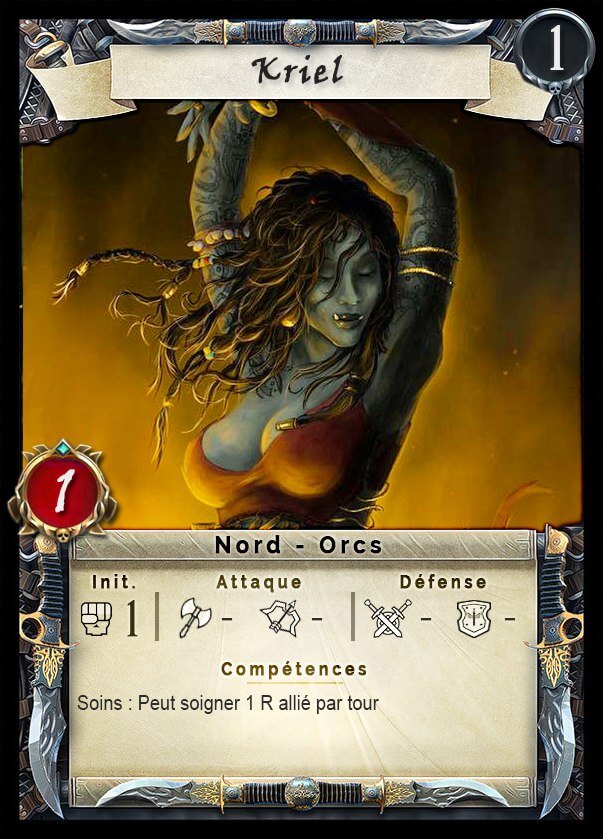 Kriel
1
1
Nord - Orcs
Init. Attaque Défense
1 - - - -
Compétences
Soins : Peut soigner 1 R allié par tour